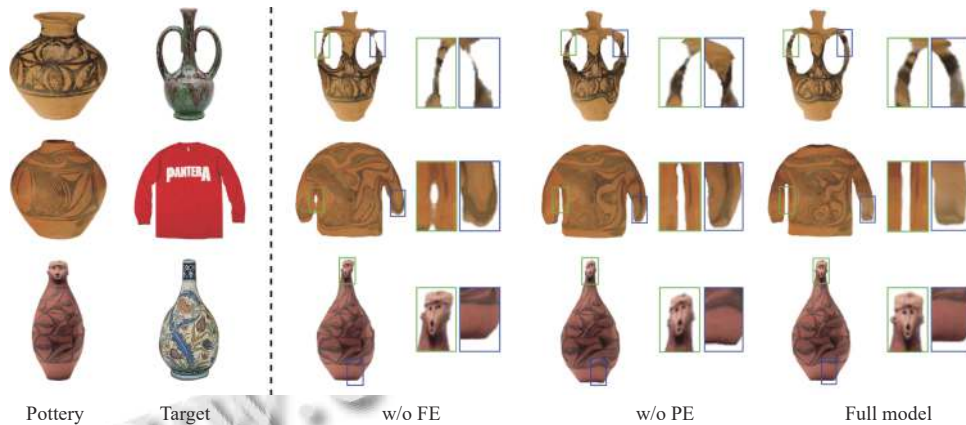 PANTERA
Pottery
Target
w/o FE
w/o PE
Full model